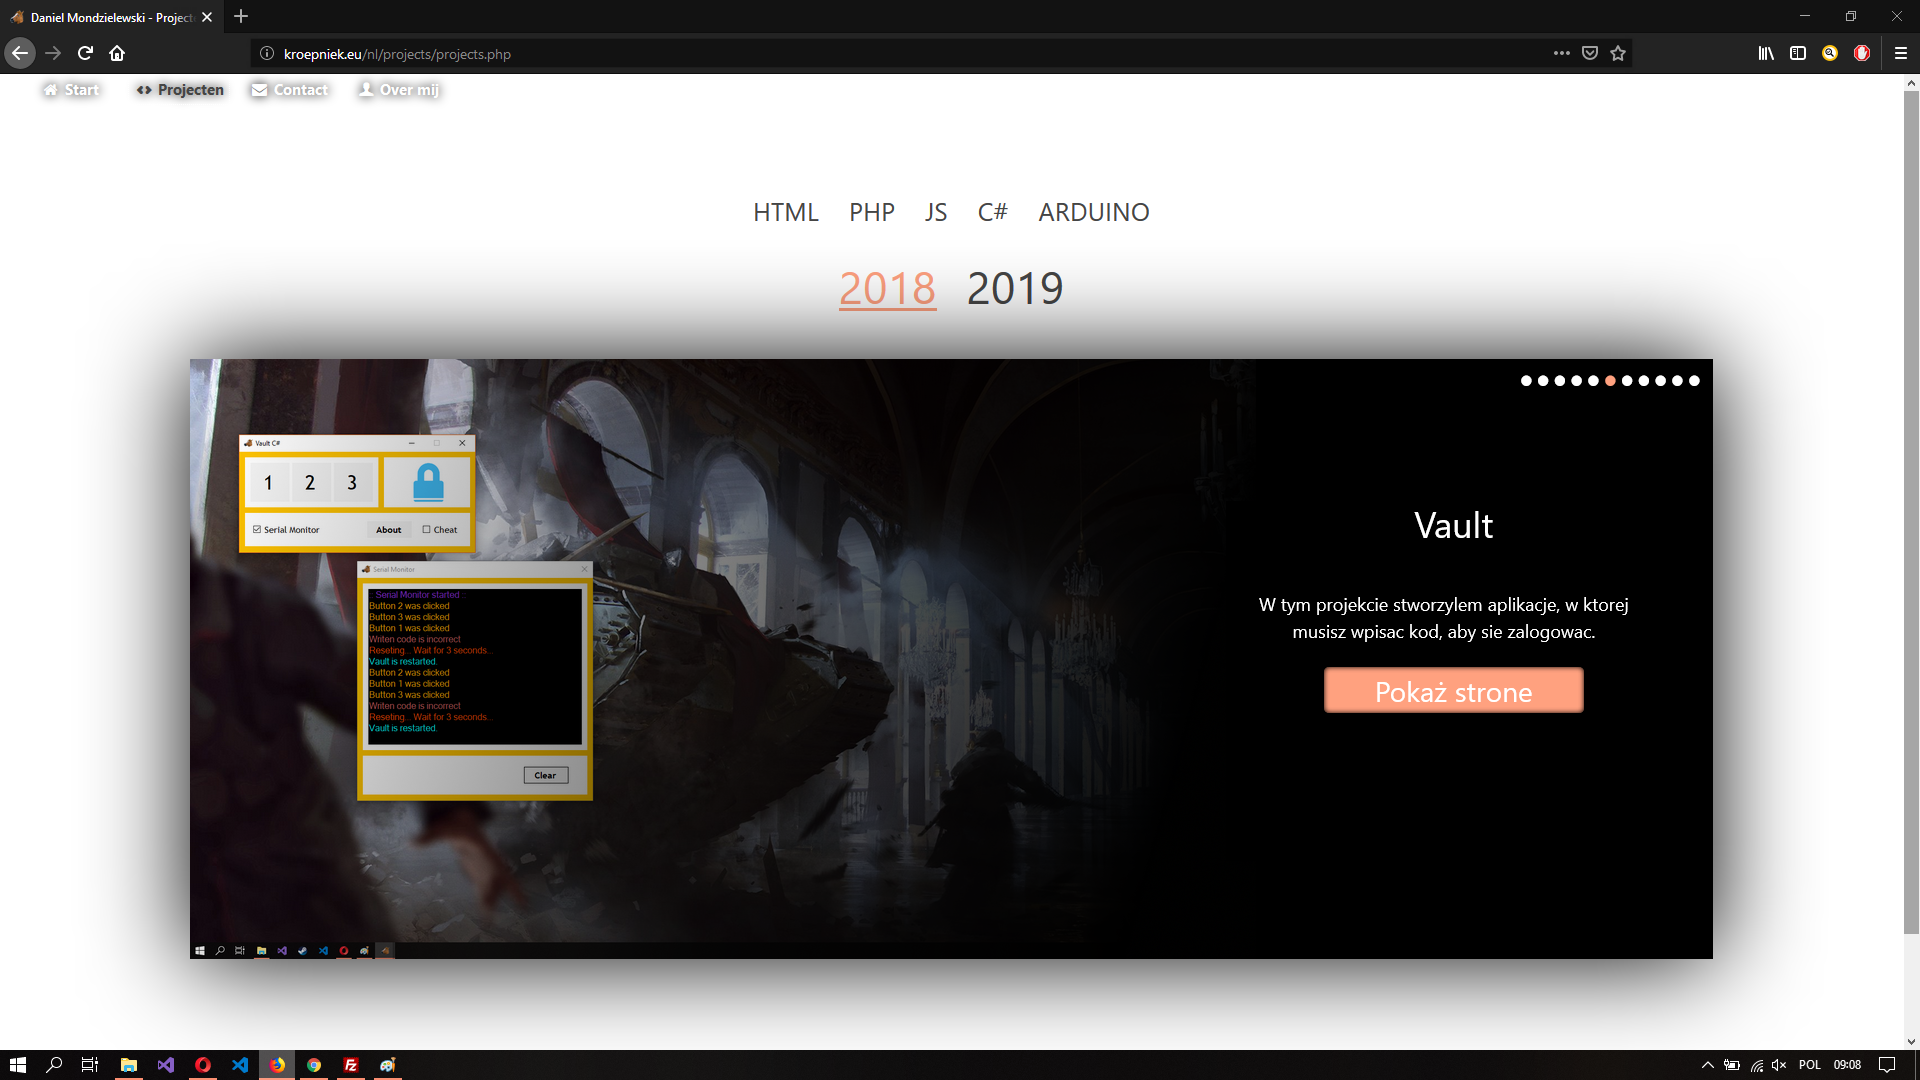 Daniel Mondzielewski - Project
kroepniek.eu/nl/projects/projects.php
Start Projecten Contact Over mij
HTML PHP JS C# ARDUINO
2018 2019
Vault C#
1 2 3
Serial Monitor About Cheat
Serial Monitor
Serial Monitor started
Button 2 was clicked
Button 3 was clicked
Button 1 was clicked
Writen code is incorrect
Reseting... Wait for 3 seconds...
Vault is restarted.
Button 2 was clicked
Button 1 was clicked
Button 3 was clicked
Writen code is incorrect
Reseting... Wait for 3 seconds...
Vault is restarted.
Clear
Vault
W tym projekcie stworzylem aplikacje, w ktorej
musisz wpisac kod, aby sie zalogowac.
Pokaż strone
POL 09:08